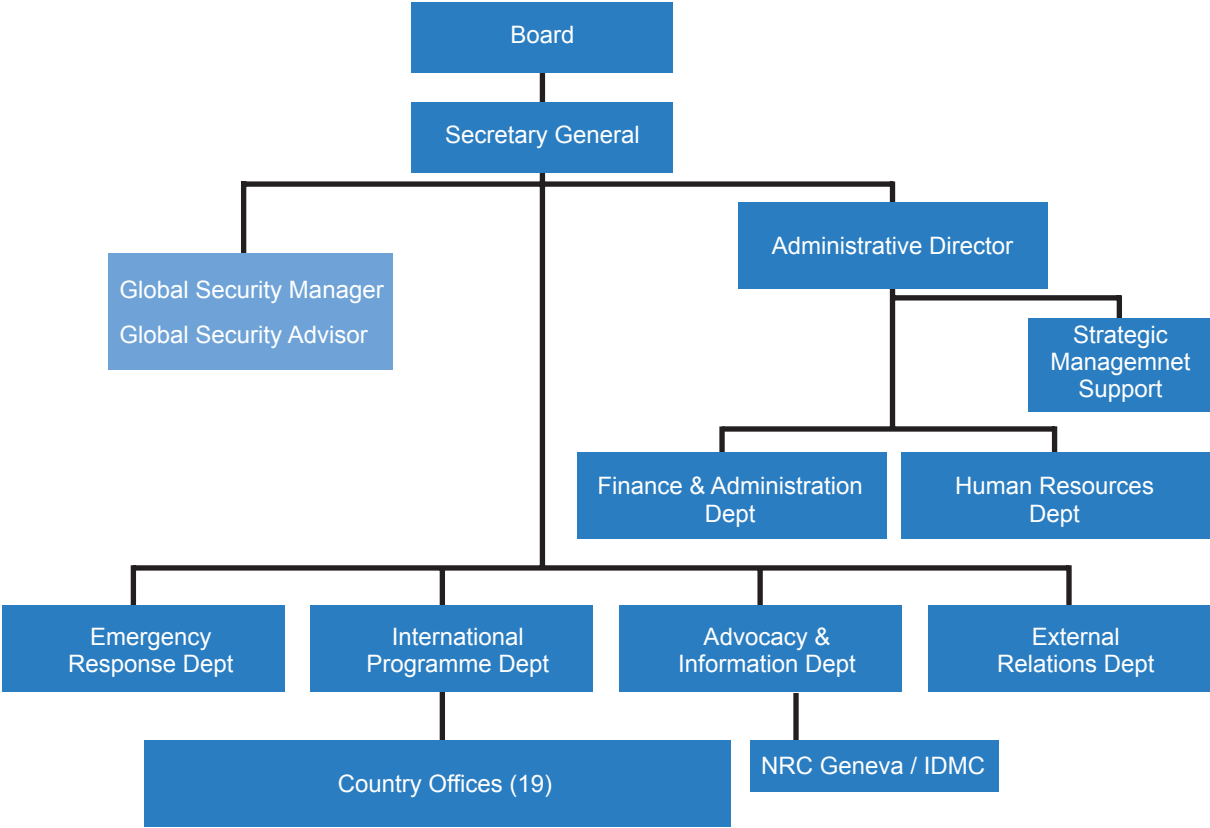 Board
Secretary General
Administrative Director
Global Security Manager
Global Security Advisor
Strategic
Managemnet
Support
Finance & Administration
Dept
Human Resources
Dept
Emergency
Response Dept
International
Programme Dept
Advocacy &
Information Dept
External
Relations Dept
Country Offices (19)
NRC Geneva / IDMC